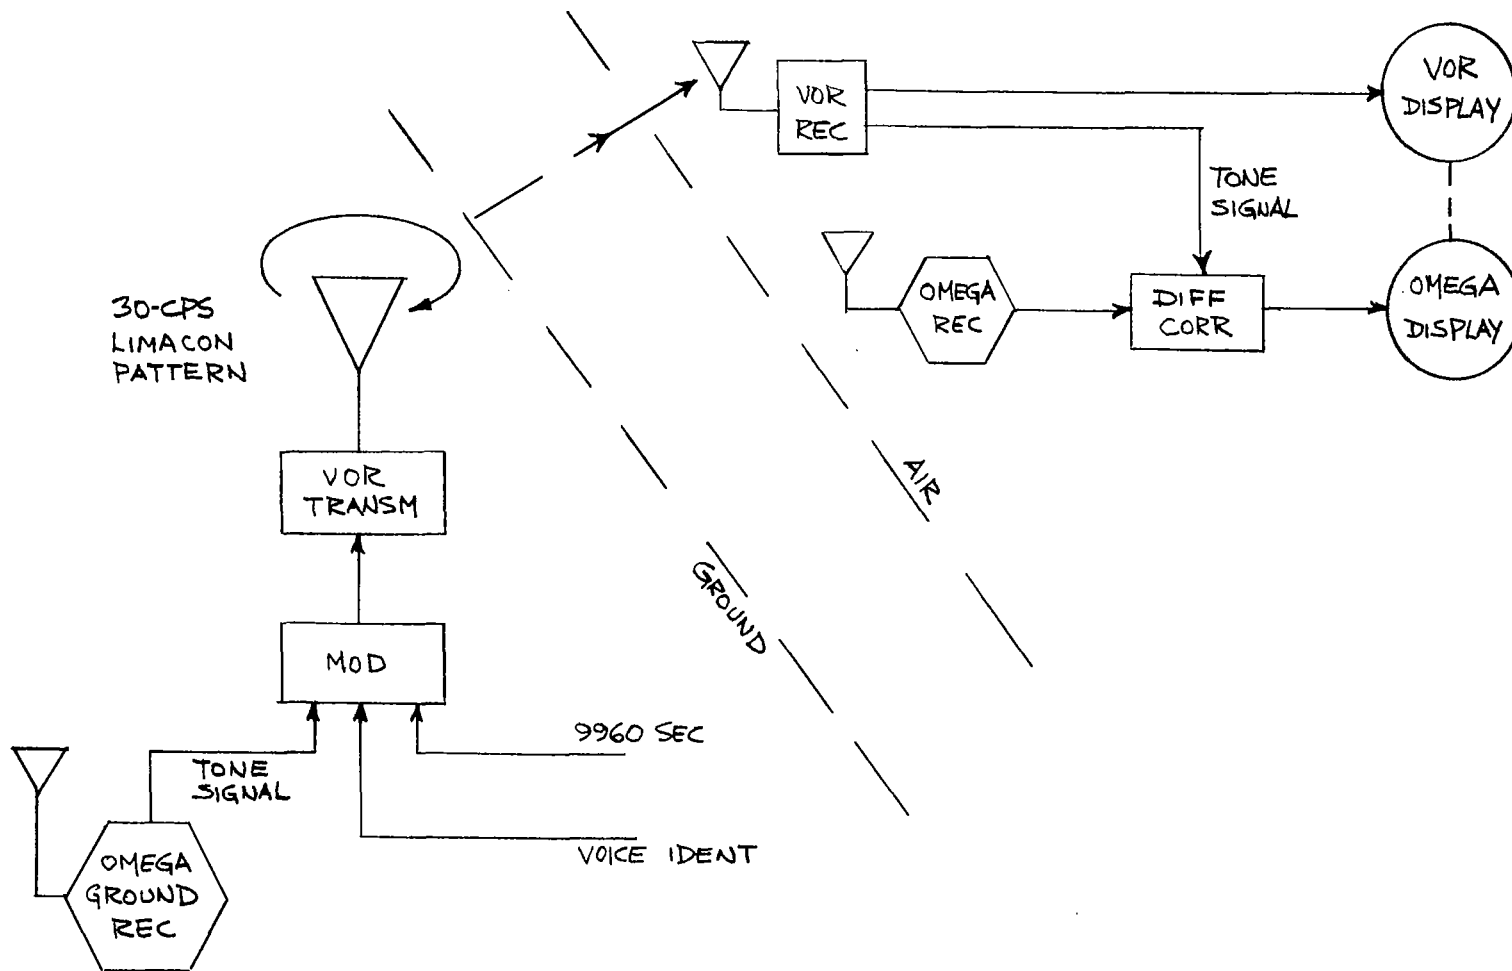 VOR
REC
VOR
DISPLAY
TONE
SIGNAL
OMEGA
REC
DIFF
CORR
OMEGA
DISPLAY
30-CPS
LIMACON
PATTERN
VOR
TRANSM
AIR
GROUND
MOD
9960 SEC
TONE
SIGNAL
VOICE IDENT
OMEGA
GROUND
REC